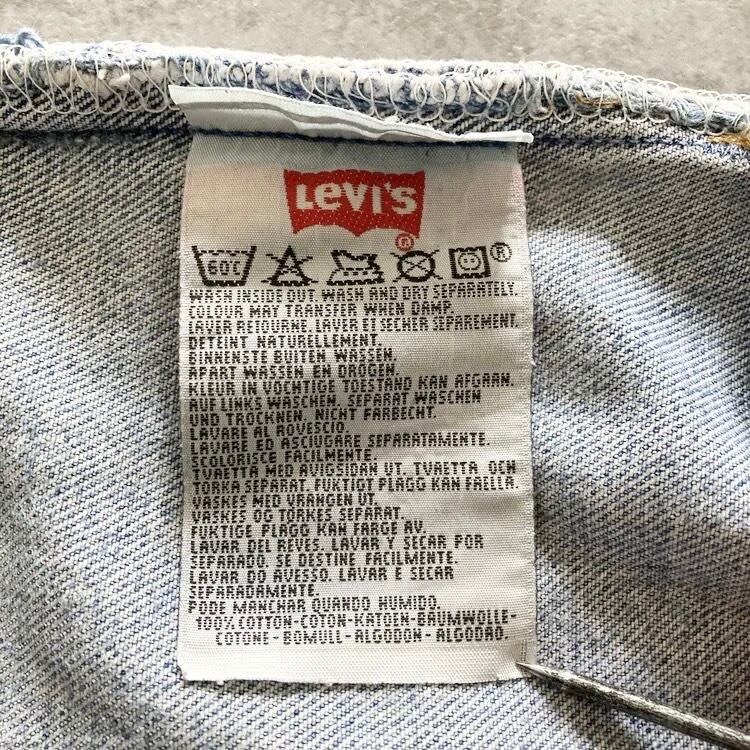 LEVI'S
®
60C ®
WASH INSIDE OUT. WASH AND DRY SEPARATELY.
COLOUR MAY TRANSFER WHEN DAMP.
LAVER RETOURNE. LAVER ET SECHER SEPAREMENT.
DETEINT NATURELLEMENT.
BINNENSTE BUITEN WASSEN.
APART WASSEN EN DROGEN.
KLEUR IN VOCHTIGE TOESTAND KAN AFGAAN.
AUF LINKS WASCHEN. SEPARAT WASCHEN
UND TROCKNEN. NICHT FARBECHT.
LAVARE AL ROVESCIO.
LAVARE ED ASCIUGARE SEPARATAMENTE.
SCOLORISCE FACILMENTE.
TVAETTA MED AVIGSIDAN UT. TVAETTA OCH
TORKA SEPARAT. FUKTIGT PLAGG KAN FAELLA.
VASKES MED VRANGEN UT.
VASKES OG TORKES SEPARAT.
FUKTIGE PLAGG KAN FARGE AV.
LAVAR DEL REVES. LAVAR Y SECAR POR
SEPARADO. SE DESTINE FACILMENTE.
LAVAR DO AVESSO. LAVAR E SECAR
SEPARADAMENTE.
PODE MANCHAR QUANDO HUMIDO.
100% COTTON-COTON-KATOEN-BAUMWOLLE-
COTONE - BOMULL - ALGODON - ALGODAO.